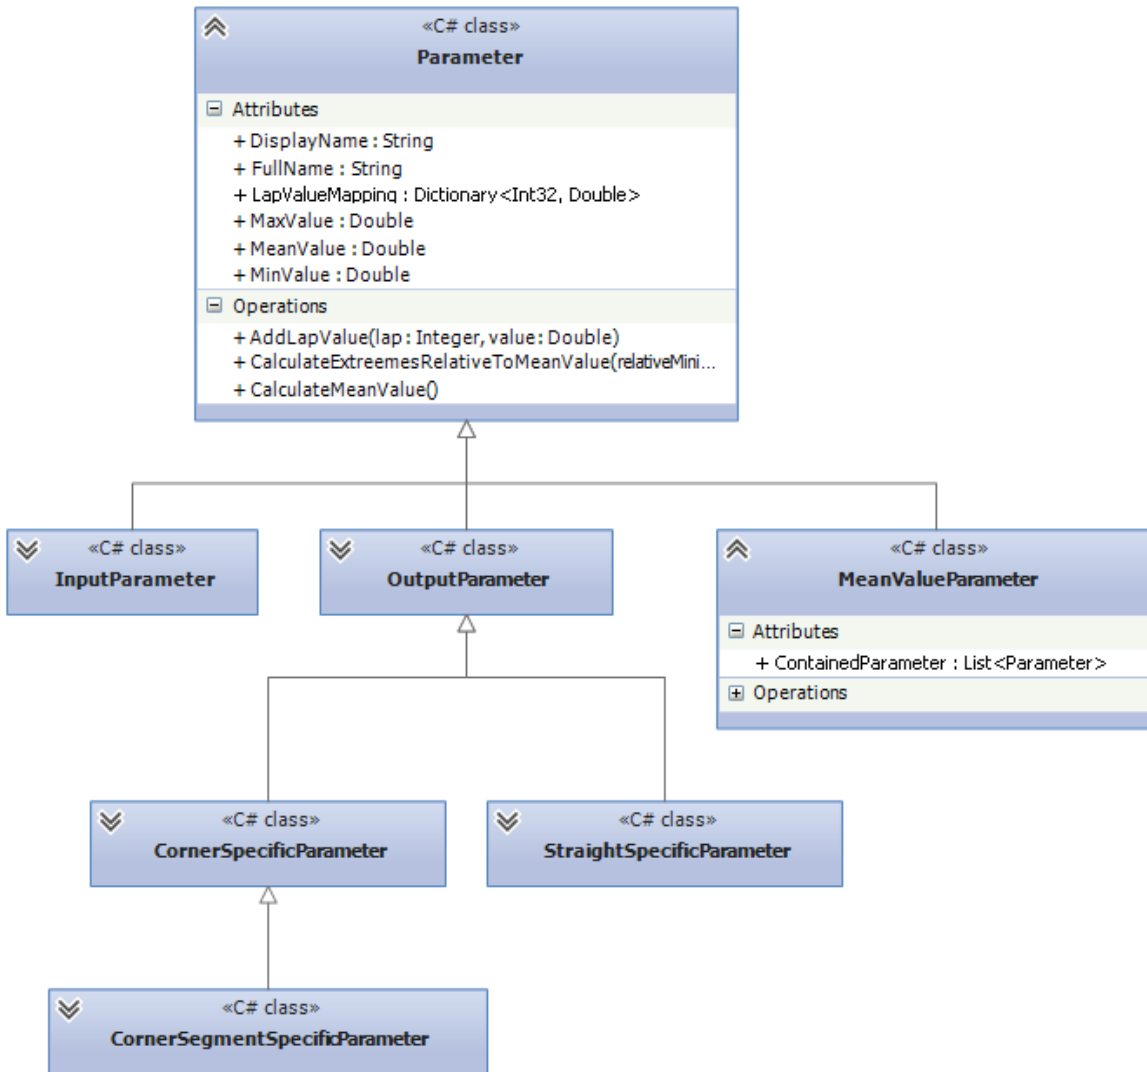 «C# class»
Parameter
Attributes
+ DisplayName : String
+ FullName : String
+ LapValueMapping : Dictionary<Int32, Double>
+ MaxValue : Double
+ MeanValue : Double
+ MinValue : Double
Operations
+ AddLapValue(lap : Integer, value : Double)
+ CalculateExtreemesRelativeToMeanValue(relativeMini...
+ CalculateMeanValue()
«C# class»
InputParameter
«C# class»
OutputParameter
«C# class»
MeanValueParameter
Attributes
+ ContainedParameter : List<Parameter>
Operations
«C# class»
CornerSpecificParameter
«C# class»
StraightSpecificParameter
«C# class»
CornerSegmentSpecificParameter